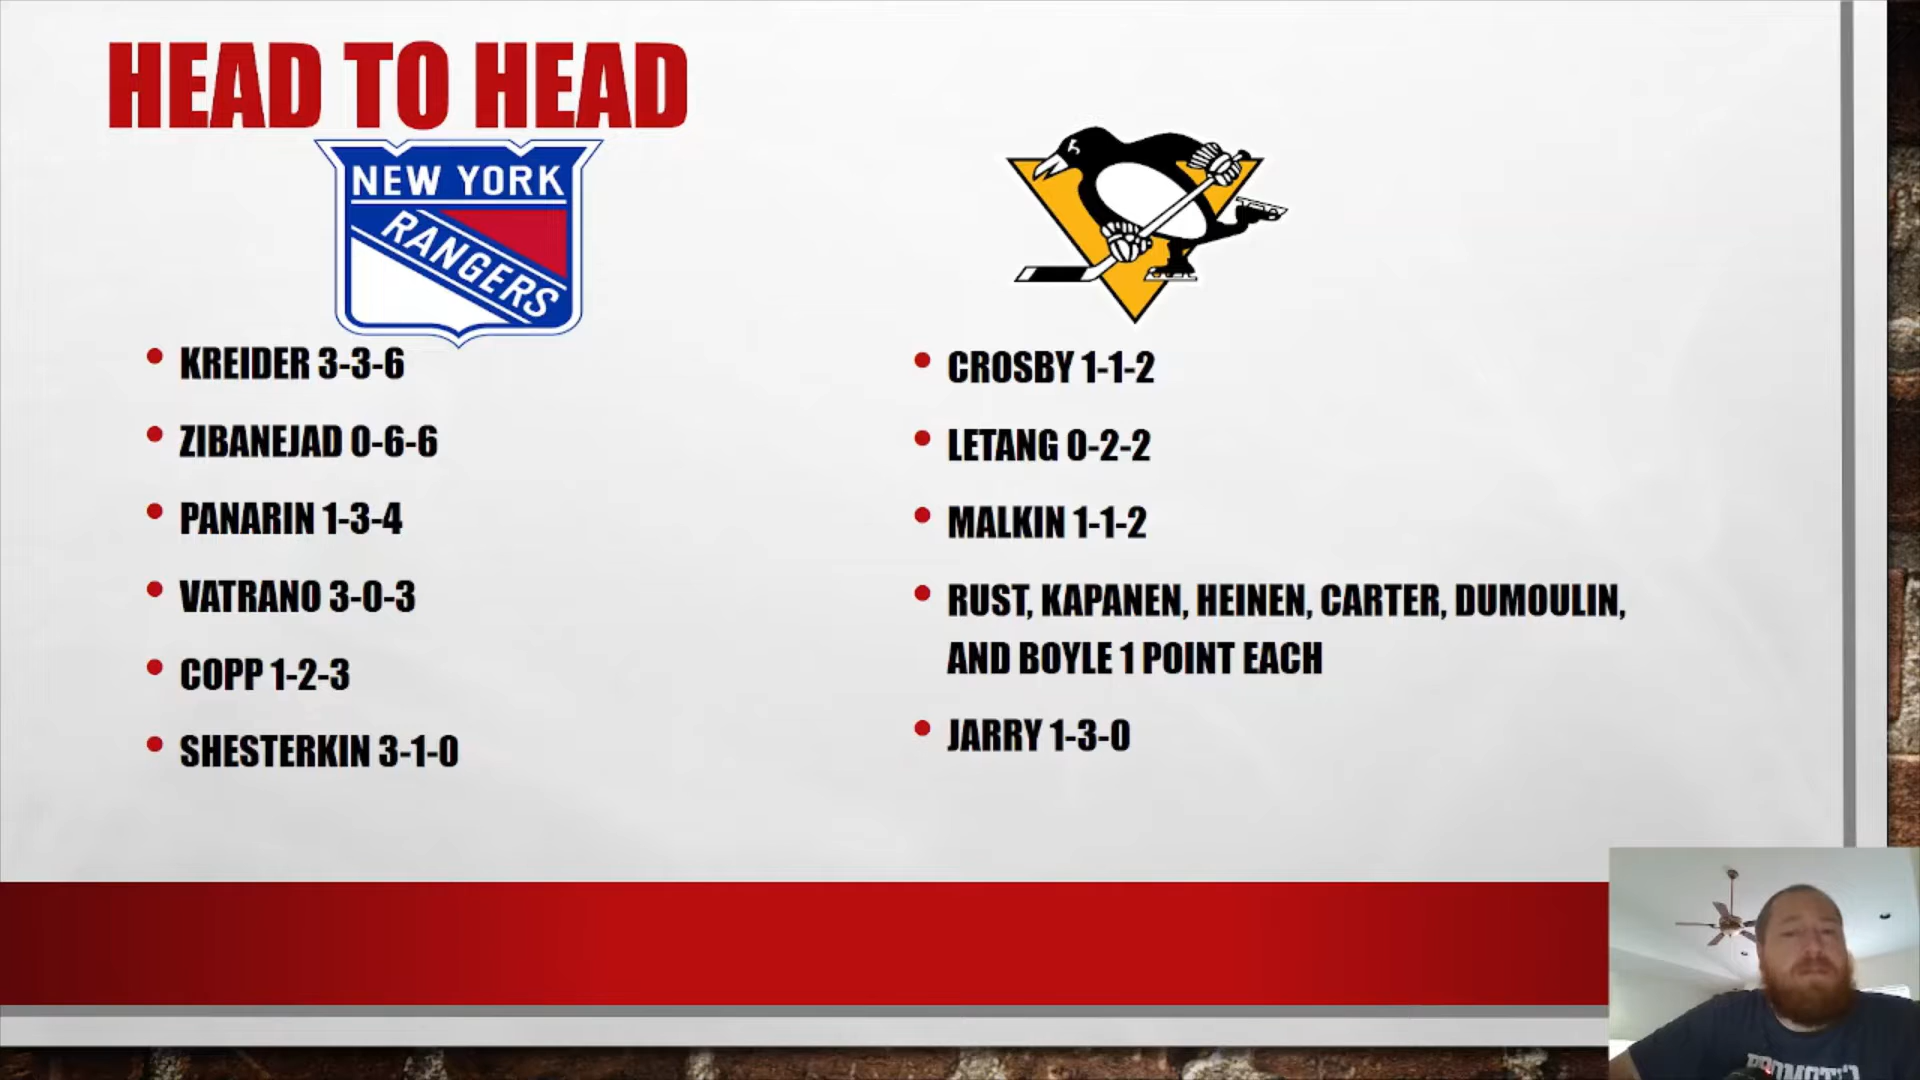 HEAD TO HEAD
NEW YORK
RANGERS
• KREIDER 3-3-6
• ZIBANEJAD 0-6-6
• PANARIN 1-3-4
• VATRANO 3-0-3
• COPP 1-2-3
• SHESTERKIN 3-1-0
• CROSBY 1-1-2
• LETANG 0-2-2
• MALKIN 1-1-2
• RUST, KAPANEN, HEINEN, CARTER, DUMOULIN,
AND BOYLE 1 POINT EACH
• JARRY 1-3-0